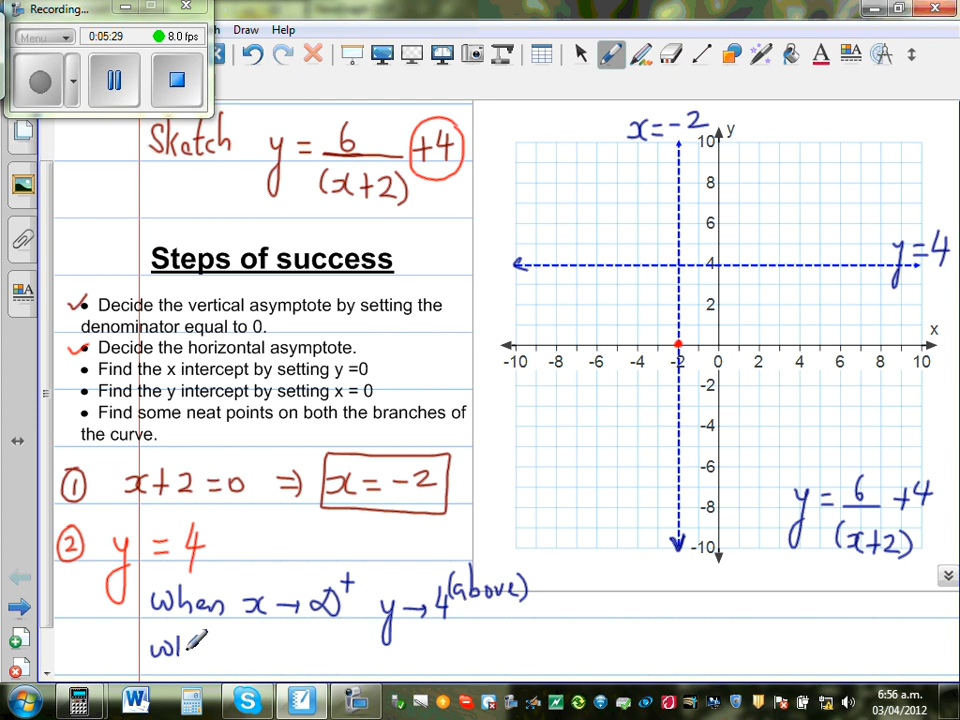 Recording...
Menu
0:05:29
8.0 fps
Draw Help
Sketch y = 6/(x+2) +4
Steps of success
• Decide the vertical asymptote by setting the
denominator equal to 0.
• Decide the horizontal asymptote.
• Find the x intercept by setting y =0
• Find the y intercept by setting x = 0
• Find some neat points on both the branches of
the curve.
① x+2=0 ⇒ x=-2
② y = 4
when x → ∞⁺ y → 4 (above)
wh
x=-2
y
10
8
6
y=4
4
2
x
-10 -8 -6 -4 -2 0 2 4 6 8 10
-2
-4
-6
-8
-10
y = 6/(x+2) +4
6:56 a.m.
03/04/2012